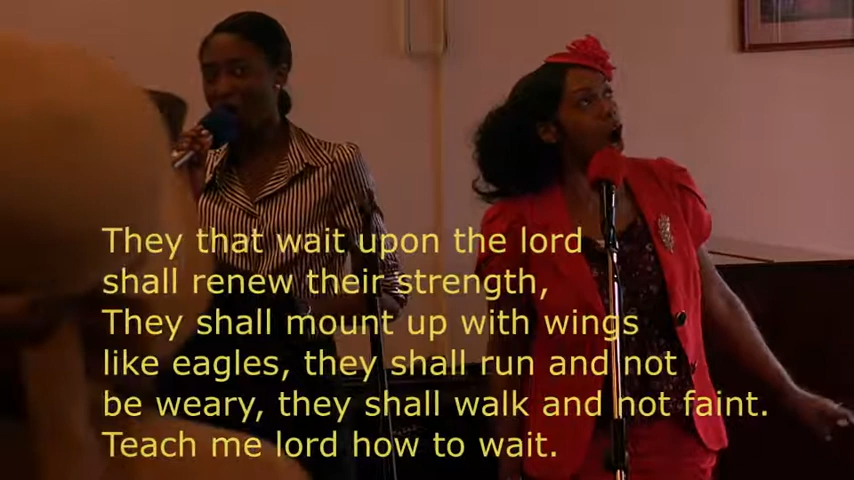 They that wait upon the lord
shall renew their strength,
They shall mount up with wings
like eagles, they shall run and not
be weary, they shall walk and not faint.
Teach me lord how to wait.